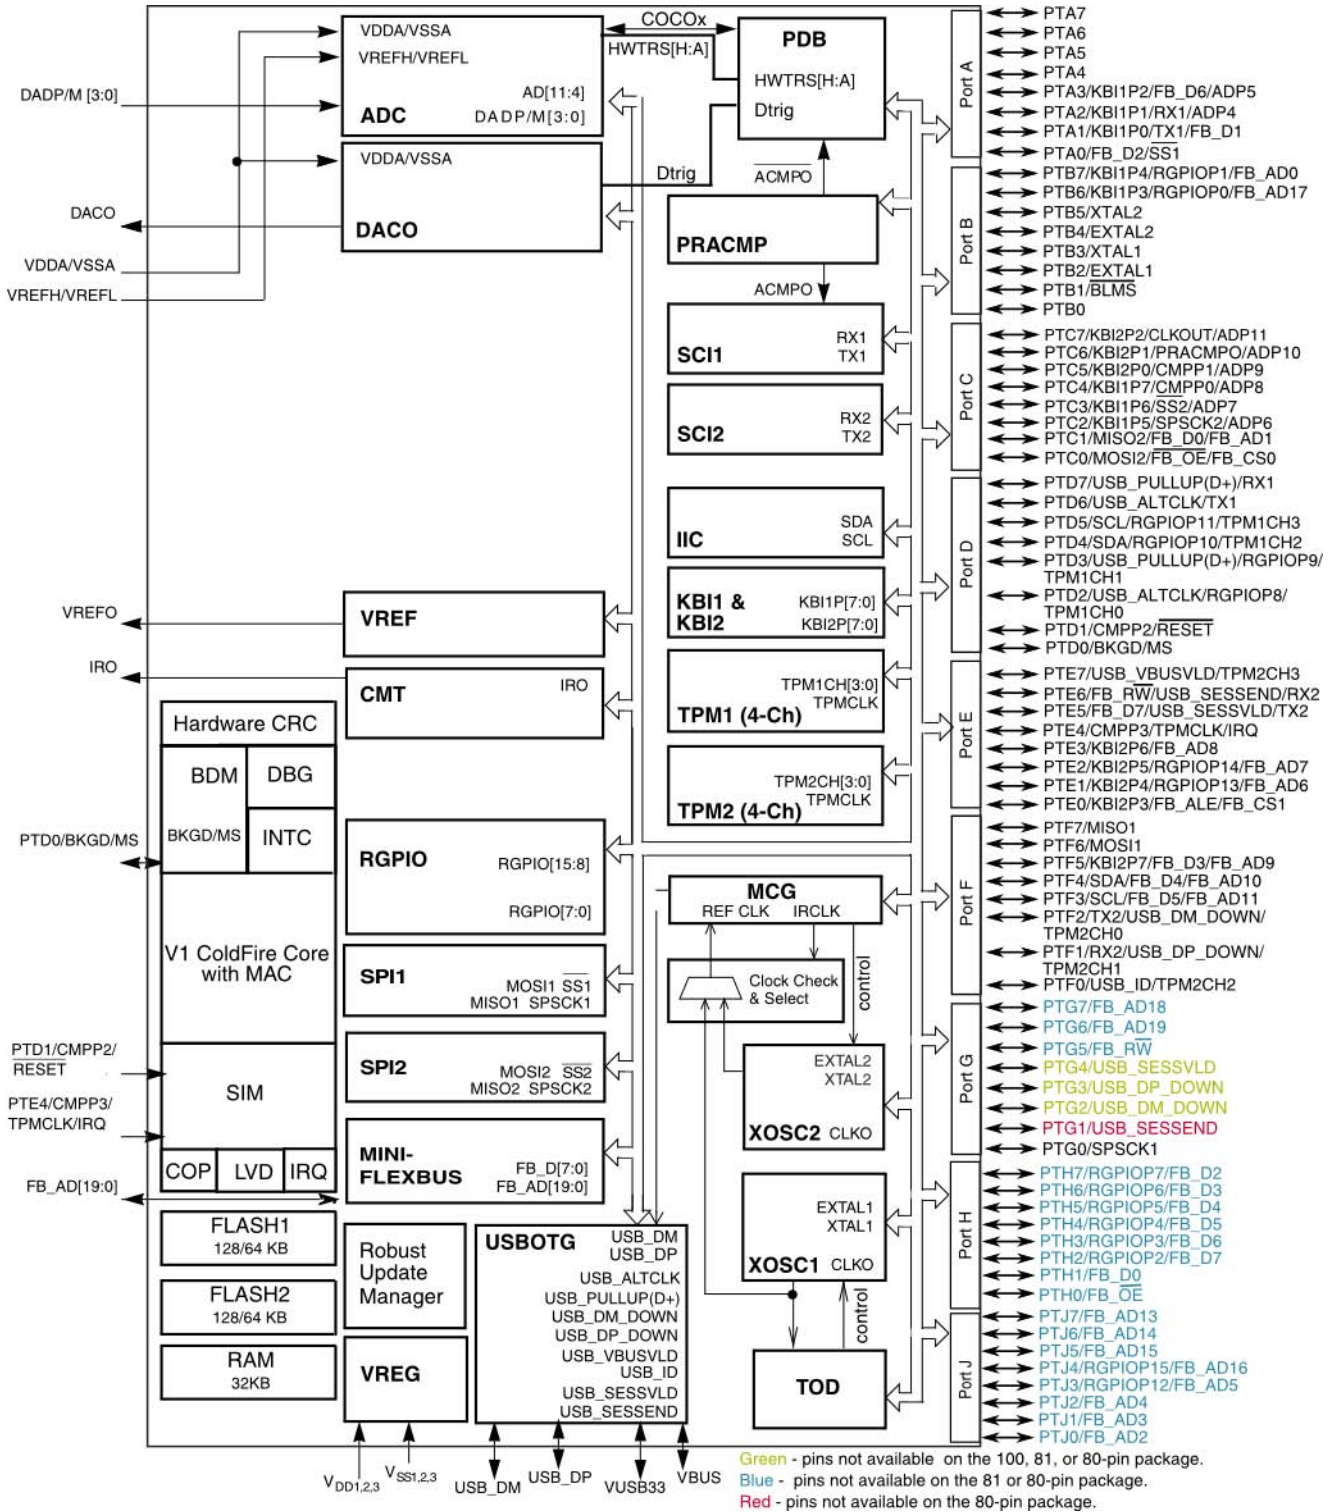 VDDA/VSSA
VREFH/VREFL
DADP/M [3:0]
AD[11:4]
DADP/M[3:0]
ADC
COCOx
HWTRS[H:A]
PDB
HWTRS[H:A]
Dtrig
VDDA/VSSA
Dtrig
DACO
DACO
VDDA/VSSA
VREFH/VREFL
ACMPO
PRACMP
ACMPO
RX1
SCI1
TX1
RX2
SCI2
TX2
SDA
IIC
SCL
KBI1 &
KBI2
KBI1P[7:0]
KBI2P[7:0]
TPM1CH[3:0]
TPMCLK
TPM1 (4-Ch)
TPM2CH[3:0]
TPMCLK
TPM2 (4-Ch)
VREFO
VREF
IRO
CMT
IRO
Hardware CRC
BDM
DBG
BKGD/MS
INTC
PTD0/BKGD/MS
V1 ColdFire Core
with MAC
PTD1/CMPP2/
RESET
SIM
PTE4/CMPP3/
TPMCLK/IRQ
COP
LVD
IRQ
FB_AD[19:0]
FLASH1
128/64 KB
FLASH2
128/64 KB
RAM
32KB
RGPIO
RGPIO[15:8]
RGPIO[7:0]
SPI1
MOSI1 SS1
MISO1 SPSCK1
SPI2
MOSI2 SS2
MISO2 SPSCK2
MINI-
FLEXBUS
FB_D[7:0]
FB_AD[19:0]
Robust
Update
Manager
VREG
VDD1,2,3
VSS1,2,3
USBOTG
USB_DM
USB_DP
USB_ALTCLK
USB_PULLUP(D+)
USB_DM_DOWN
USB_DP_DOWN
USB_VBUSVLD
USB_ID
USB_SESSVLD
USB_SESSEND
USB_DM
USB_DP
VUSB33
VBUS
MCG
REF CLK
IRCLK
Clock Check
& Select
control
EXTAL2
XTAL2
XOSC2
CLKO
EXTAL1
XTAL1
XOSC1
CLKO
control
TOD
Port A
PTA7
PTA6
PTA5
PTA4
PTA3/KBI1P2/FB_D6/ADP5
PTA2/KBI1P1/RX1/ADP4
PTA1/KBI1P0/TX1/FB_D1
PTA0/FB_D2/SS1
Port B
PTB7/KBI1P4/RGPIOP1/FB_AD0
PTB6/KBI1P3/RGPIOP0/FB_AD17
PTB5/XTAL2
PTB4/EXTAL2
PTB3/XTAL1
PTB2/EXTAL1
PTB1/BLMS
PTB0
Port C
PTC7/KBI2P2/CLKOUT/ADP11
PTC6/KBI2P1/PRACMPO/ADP10
PTC5/KBI2P0/CMPP1/ADP9
PTC4/KBI1P7/CMPP0/ADP8
PTC3/KBI1P6/SS2/ADP7
PTC2/KBI1P5/SPSCK2/ADP6
PTC1/MISO2/FB_D0/FB_AD1
PTC0/MOSI2/FB_OE/FB_CS0
Port D
PTD7/USB_PULLUP(D+)/RX1
PTD6/USB_ALTCLK/TX1
PTD5/SCL/RGPIOP11/TPM1CH3
PTD4/SDA/RGPIOP10/TPM1CH2
PTD3/USB_PULLUP(D+)/RGPIOP9/
TPM1CH1
PTD2/USB_ALTCLK/RGPIOP8/
TPM1CH0
PTD1/CMPP2/RESET
PTD0/BKGD/MS
Port E
PTE7/USB_VBUSVLD/TPM2CH3
PTE6/FB_RW/USB_SESSEND/RX2
PTE5/FB_D7/USB_SESSVLD/TX2
PTE4/CMPP3/TPMCLK/IRQ
PTE3/KBI2P6/FB_AD8
PTE2/KBI2P5/RGPIOP14/FB_AD7
PTE1/KBI2P4/RGPIOP13/FB_AD6
PTE0/KBI2P3/FB_ALE/FB_CS1
Port F
PTF7/MISO1
PTF6/MOSI1
PTF5/KBI2P7/FB_D3/FB_AD9
PTF4/SDA/FB_D4/FB_AD10
PTF3/SCL/FB_D5/FB_AD11
PTF2/TX2/USB_DM_DOWN/
TPM2CH0
PTF1/RX2/USB_DP_DOWN/
TPM2CH1
PTF0/USB_ID/TPM2CH2
Port G
PTG7/FB_AD18
PTG6/FB_AD19
PTG5/FB_RW
PTG4/USB_SESSVLD
PTG3/USB_DP_DOWN
PTG2/USB_DM_DOWN
PTG1/USB_SESSEND
PTG0/SPSCK1
Port H
PTH7/RGPIOP7/FB_D2
PTH6/RGPIOP6/FB_D3
PTH5/RGPIOP5/FB_D4
PTH4/RGPIOP4/FB_D5
PTH3/RGPIOP3/FB_D6
PTH2/RGPIOP2/FB_D7
PTH1/FB_D0
PTH0/FB_OE
Port J
PTJ7/FB_AD13
PTJ6/FB_AD14
PTJ5/FB_AD15
PTJ4/RGPIOP15/FB_AD16
PTJ3/RGPIOP12/FB_AD5
PTJ2/FB_AD4
PTJ1/FB_AD3
PTJ0/FB_AD2
Green - pins not available on the 100, 81, or 80-pin package.
Blue - pins not available on the 81 or 80-pin package.
Red - pins not available on the 80-pin package.